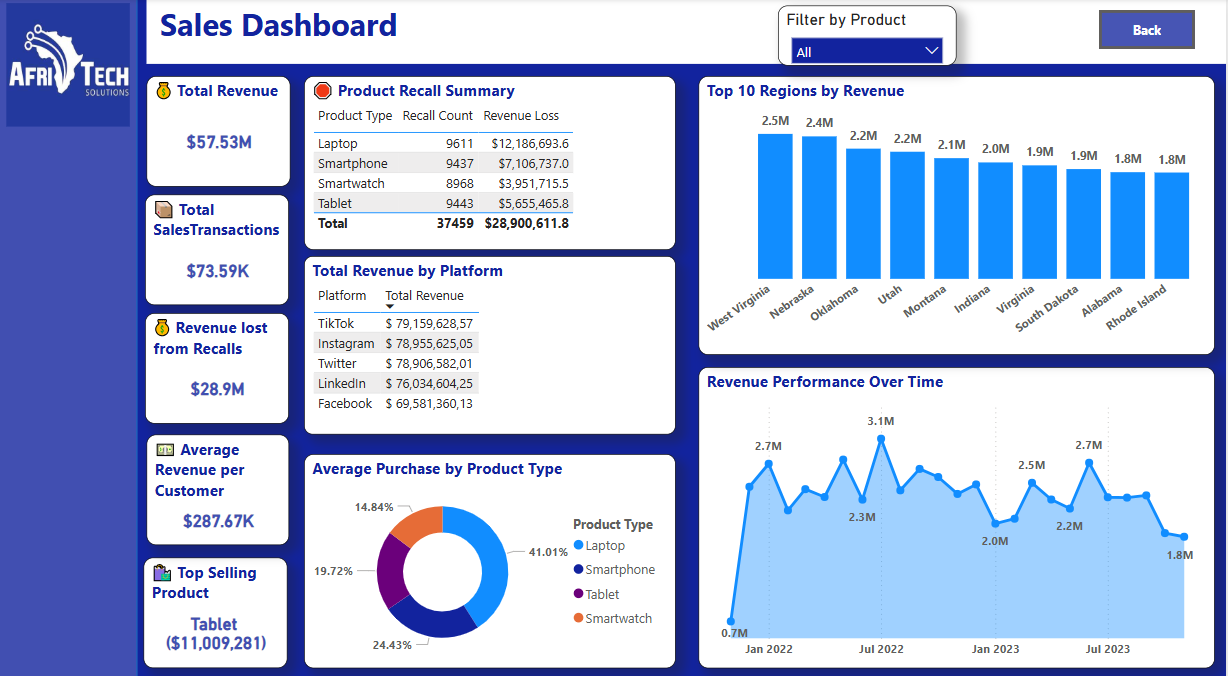 AFRITECH
SOLUTIONS
Sales Dashboard
Filter by Product
All
Back
Total Revenue
$57.53M
Total
SalesTransactions
$73.59K
Revenue lost
from Recalls
$28.9M
Average
Revenue per
Customer
$287.67K
Top Selling
Product
Tablet
($11,009,281)
Product Recall Summary
Product Type Recall Count Revenue Loss
Laptop 9611 $12,186,693.6
Smartphone 9437 $7,106,737.0
Smartwatch 8968 $3,951,715.5
Tablet 9443 $5,655,465.8
Total 37459 $28,900,611.8
Total Revenue by Platform
Platform Total Revenue
TikTok $ 79,159,628,57
Instagram $ 78,955,625,05
Twitter $ 78,906,582,01
LinkedIn $ 76,034,604,25
Facebook $ 69,581,360,13
Average Purchase by Product Type
14.84%
41.01%
19.72%
24.43%
Product Type
Laptop
Smartphone
Tablet
Smartwatch
Top 10 Regions by Revenue
2.5M 2.4M 2.2M 2.2M 2.1M 2.0M 1.9M 1.9M 1.8M 1.8M
West Virginia Nebraska Oklahoma Utah Montana Indiana Virginia South Dakota Alabama Rhode Island
Revenue Performance Over Time
3.1M
2.7M
2.7M
2.5M
2.3M
2.2M
2.0M
1.8M
0.7M
Jan 2022 Jul 2022 Jan 2023 Jul 2023